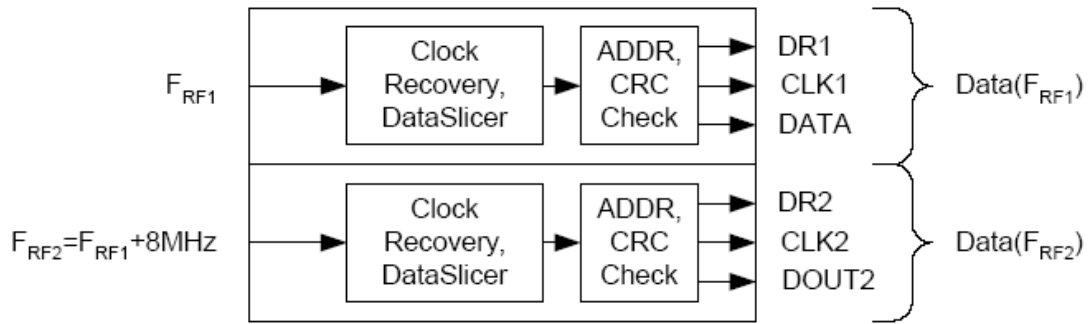 F_RF1
Clock
Recovery,
DataSlicer
ADDR,
CRC
Check
DR1
CLK1
DATA
Data(F_RF1)
F_RF2=F_RF1+8MHz
Clock
Recovery,
DataSlicer
ADDR,
CRC
Check
DR2
CLK2
DOUT2
Data(F_RF2)